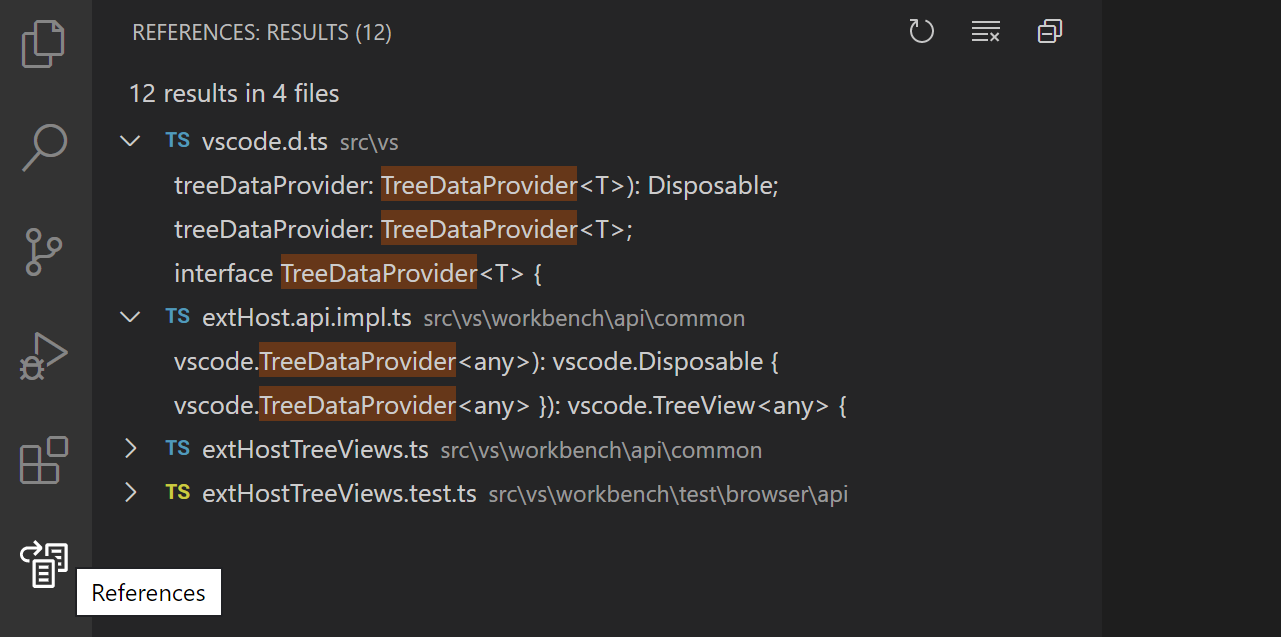 REFERENCES: RESULTS (12)
12 results in 4 files
TS vscode.d.ts src\vs
treeDataProvider: TreeDataProvider<T>): Disposable;
treeDataProvider: TreeDataProvider<T>;
interface TreeDataProvider<T> {
TS extHost.api.impl.ts src\vs\workbench\api\common
vscode.TreeDataProvider<any>): vscode.Disposable {
vscode.TreeDataProvider<any> }): vscode.TreeView<any> {
TS extHostTreeViews.ts src\vs\workbench\api\common
TS extHostTreeViews.test.ts src\vs\workbench\test\browser\api
References